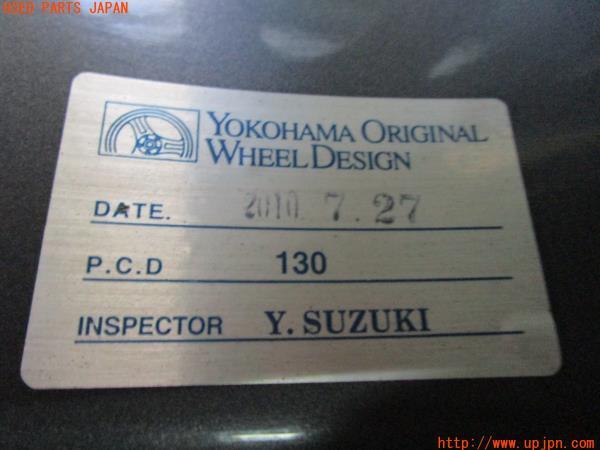 USED PARTS JAPAN
YOKOHAMA ORIGINAL
WHEEL DESIGN
DATE. 2010. 7. 27
P.C.D 130
INSPECTOR Y. SUZUKI
http://www.upjpn.com